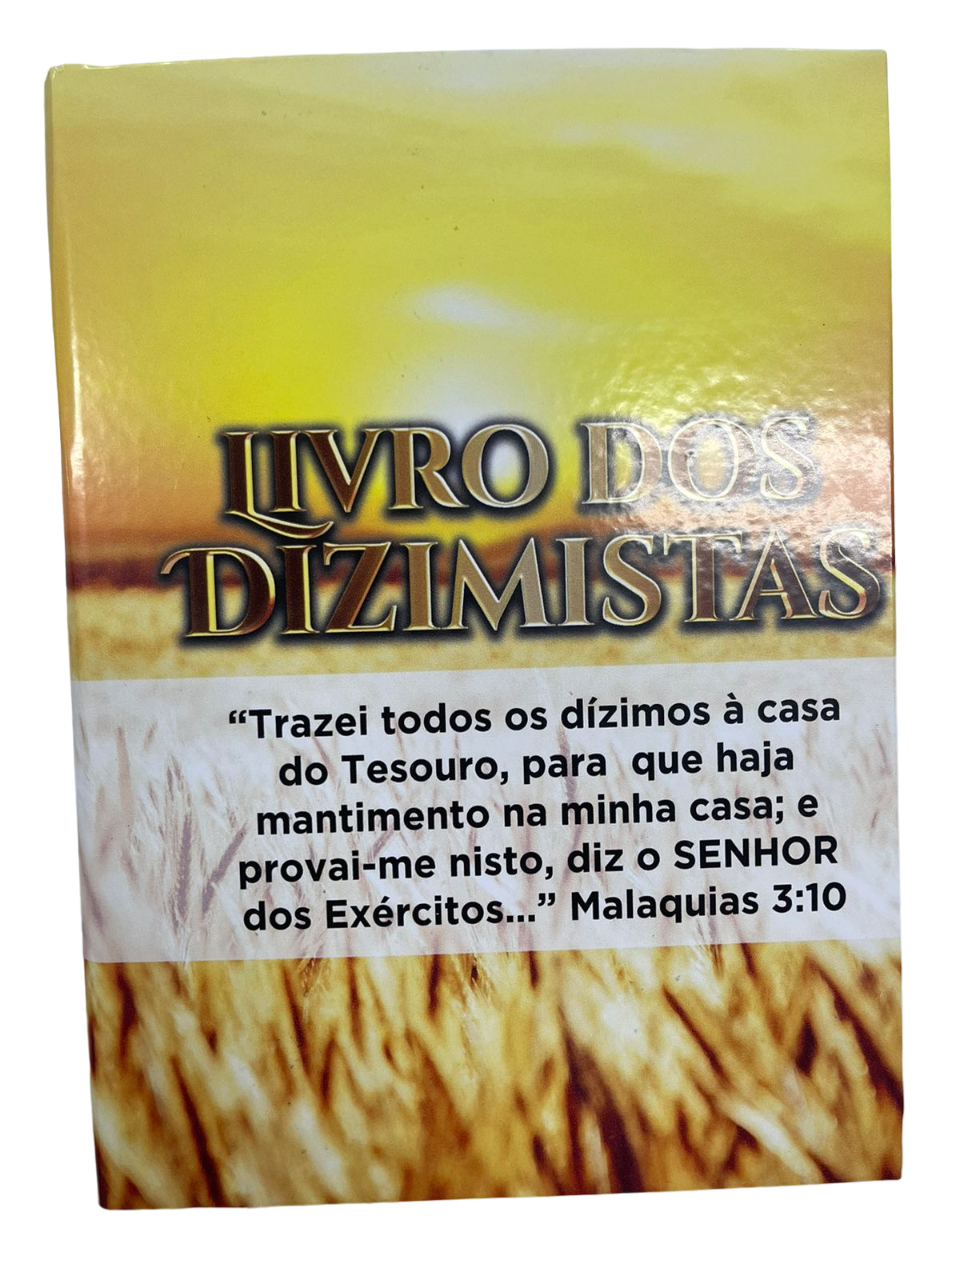 LIVRO DOS
DÍZIMISTAS
“Trazei todos os dízimos à casa
do Tesouro, para que haja
mantimento na minha casa; e
provai-me nisto, diz o SENHOR
dos Exércitos...” Malaquias 3:10